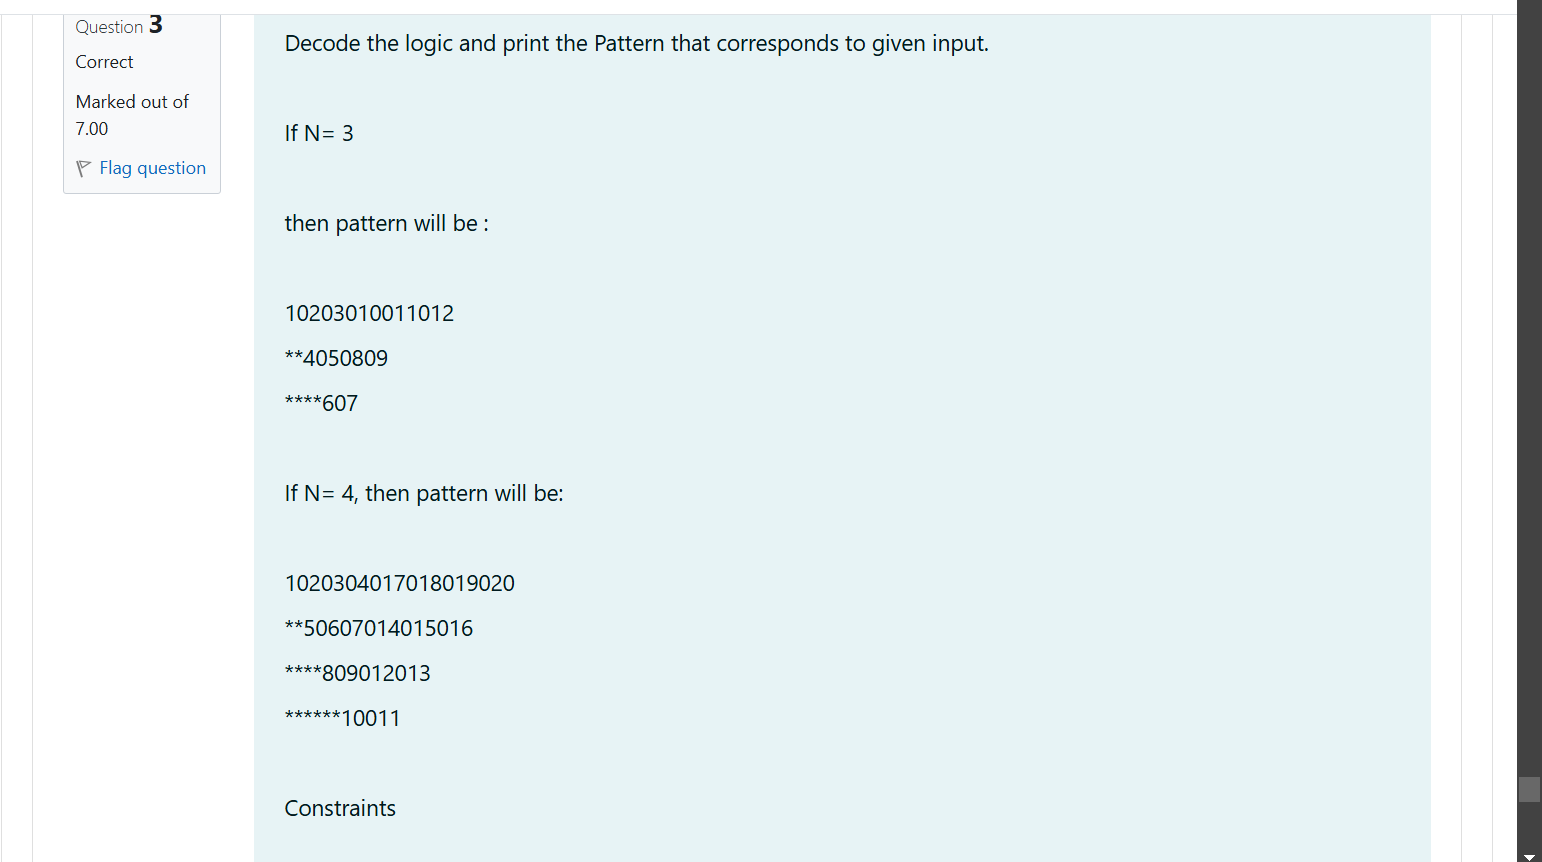 Question 3
Correct
Marked out of
7.00
Flag question
Decode the logic and print the Pattern that corresponds to given input.
If N= 3
then pattern will be :
10203010011012
**4050809
****607
If N= 4, then pattern will be:
1020304017018019020
**50607014015016
****809012013
******10011
Constraints